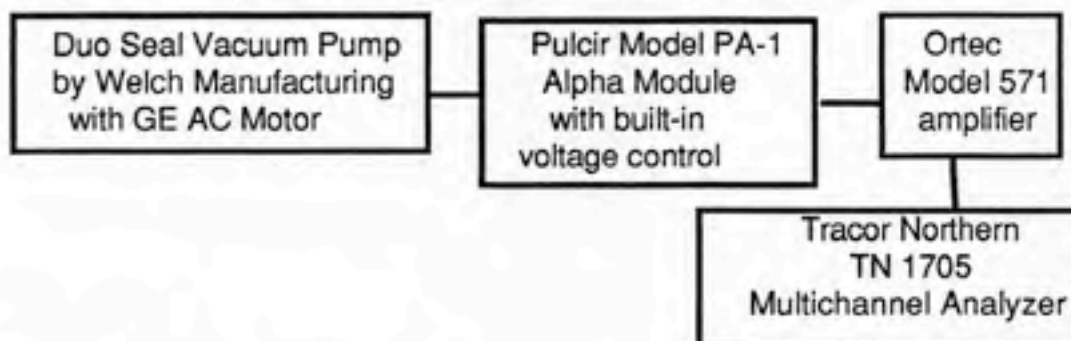 Duo Seal Vacuum Pump
by Welch Manufacturing
with GE AC Motor
Pulcir Model PA-1
Alpha Module
with built-in
voltage control
Ortec
Model 571
amplifier
Tracor Northern
TN 1705
Multichannel Analyzer